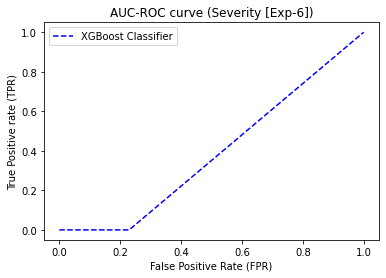 AUC-ROC curve (Severity [Exp-6])
XGBoost Classifier
True Positive rate (TPR)
1.0
0.8
0.6
0.4
0.2
0.0
0.0 0.2 0.4 0.6 0.8 1.0
False Positive Rate (FPR)